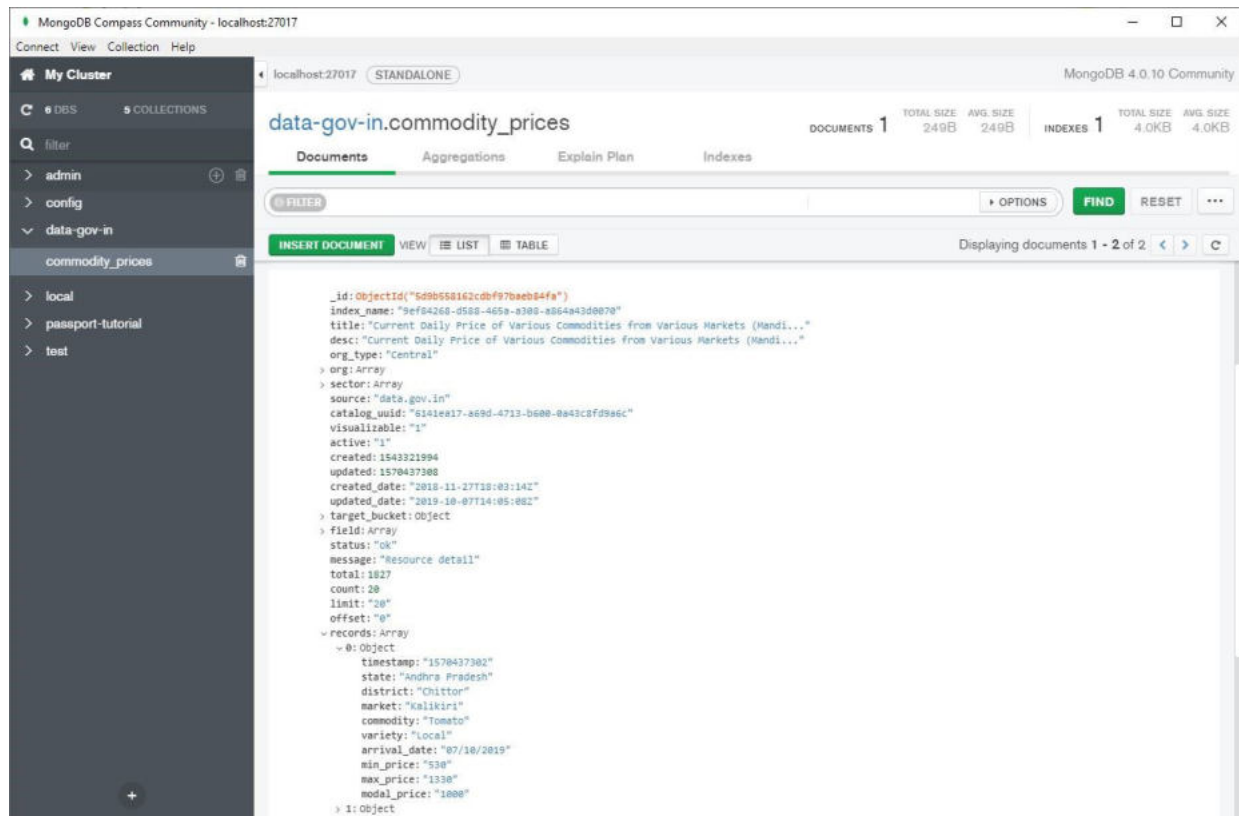 MongoDB Compass Community - localhost:27017
Connect View Collection Help
My Cluster
6 DBS 5 COLLECTIONS
filter
admin
config
data-gov-in
commodity_prices
local
passport-tutorial
test
localhost:27017 STANDALONE MongoDB 4.0.10 Community
data-gov-in.commodity_prices
DOCUMENTS 1 TOTAL SIZE 249B AVG. SIZE 249B INDEXES 1 TOTAL SIZE 4.0KB AVG. SIZE 4.0KB
Documents Aggregations Explain Plan Indexes
FILTER OPTIONS FIND RESET ...
INSERT DOCUMENT VIEW LIST TABLE Displaying documents 1 - 2 of 2
_id: ObjectId("5d9b558162cdbf97baeb84fa")
index_name: "9ef84268-d588-465a-a308-a864a43d0070"
title: "Current Daily Price of Various Commodities from Various Markets (Mandi..."
desc: "Current Daily Price of Various Commodities from Various Markets (Mandi..."
org_type: "Central"
org: Array
sector: Array
source: "data.gov.in"
catalog_uuid: "6141ea17-a69d-4713-b600-0a43c8fd9a6c"
visualizable: "1"
active: "1"
created: 1543321994
updated: 1570437308
created_date: "2018-11-27T18:03:14Z"
updated_date: "2019-10-07T14:05:08Z"
target_bucket: Object
field: Array
status: "ok"
message: "Resource detail"
total: 1827
count: 20
limit: "20"
offset: "0"
records: Array
0: Object
timestamp: "1570437302"
state: "Andhra Pradesh"
district: "Chittor"
market: "Kalikiri"
commodity: "Tomato"
variety: "Local"
arrival_date: "07/10/2019"
min_price: "530"
max_price: "1330"
modal_price: "1000"
1: Object